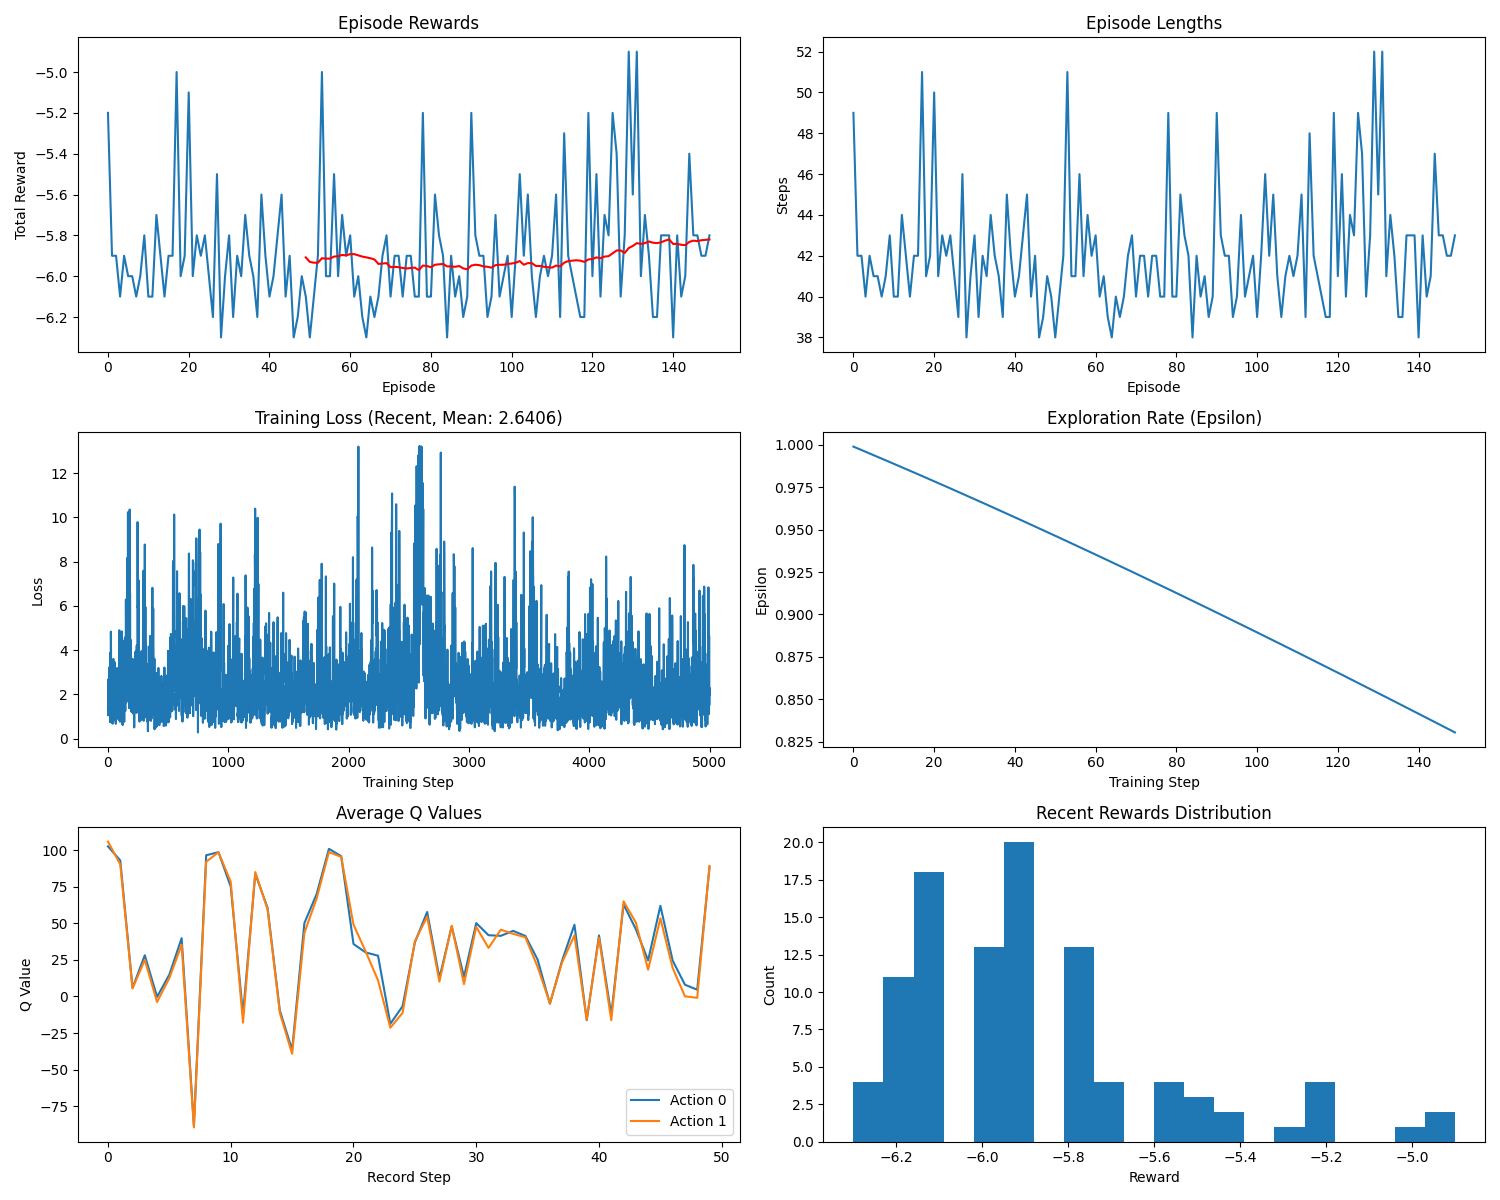 Episode Rewards
Total Reward
−5.0
−5.2
−5.4
−5.6
−5.8
−6.0
−6.2
0 20 40 60 80 100 120 140
Episode
Episode Lengths
Steps
52
50
48
46
44
42
40
38
0 20 40 60 80 100 120 140
Episode
Training Loss (Recent, Mean: 2.6406)
Loss
12
10
8
6
4
2
0
0 1000 2000 3000 4000 5000
Training Step
Exploration Rate (Epsilon)
Epsilon
1.000
0.975
0.950
0.925
0.900
0.875
0.850
0.825
0 20 40 60 80 100 120 140
Training Step
Average Q Values
Q Value
100
75
50
25
0
−25
−50
−75
Action 0
Action 1
0 10 20 30 40 50
Record Step
Recent Rewards Distribution
Count
20.0
17.5
15.0
12.5
10.0
7.5
5.0
2.5
0.0
−6.2 −6.0 −5.8 −5.6 −5.4 −5.2 −5.0
Reward